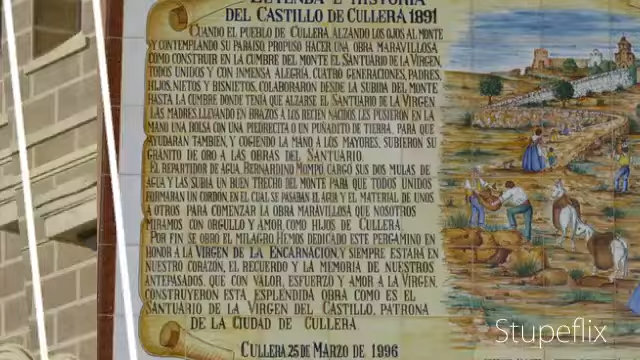 LEYENDA E HISTORIA
DEL CASTILLO DE CULLERA 1891
CUANDO EL PUEBLO DE CULLERA ALZANDO LOS OJOS AL MONTE
Y CONTEMPLANDO SU PARAISO, PROPUSO HACER UNA OBRA MARAVILLOSA
COMO CONSTRUIR EN LA CUMBRE DEL MONTE EL SANTUARIO DE LA VIRGEN,
TODOS UNIDOS Y CON INMENSA ALEGRIA, CUATRO GENERACIONES, PADRES,
HIJOS, NIETOS Y BISNIETOS, COLABORARON DESDE LA SUBIDA DEL MONTE
HASTA LA CUMBRE DONDE TENÍA QUE ALZARSE EL SANTUARIO DE LA VIRGEN
LAS MADRES LLEVANDO EN BRAZOS A LOS RECIEN NACIDOS LES PUSIERON EN LA
MANO UNA BOLSA CON UNA PIEDRECITA O UN PUÑADITO DE TIERRA, PARA QUE
AYUDARAN TAMBIEN, Y COGIENDO LA MANO A LOS MAYORES, SUBIERON SU
GRANITO DE ORO A LAS OBRAS DEL SANTUARIO.
EL REPARTIDOR DE AGUA, BERNARDINO MOMPÓ CARGÓ SUS DOS MULAS DE
AGUA Y LAS SUBÍA UN BUEN TRECHO DEL MONTE PARA QUE TODOS UNIDOS
FORMARAN UN CORDÓN EN EL CUAL SE PASABAN EL AGUA Y EL MATERIAL DE UNOS
A OTROS PARA COMENZAR LA OBRA MARAVILLOSA QUE NOSOTROS
MIRAMOS CON ORGULLO Y AMOR COMO HIJOS DE CULLERA.
POR FIN SE OBRO EL MILAGRO. HEMOS DEDICADO ESTE PERGAMINO EN
HONOR A LA VIRGEN DE LA ENCARNACION, Y SIEMPRE ESTARÁ EN
NUESTRO CORAZÓN, EL RECUERDO Y LA MEMORIA DE NUESTROS
ANTEPASADOS, QUE CON VALOR, ESFUERZO Y AMOR A LA VIRGEN,
CONSTRUYERON ESTA ESPLENDIDA OBRA COMO ES EL
SANTUARIO DE LA VIRGEN DEL CASTILLO, PATRONA
DE LA CIUDAD DE CULLERA.
CULLERA 25 DE MARZO DE 1996
Stupeflix